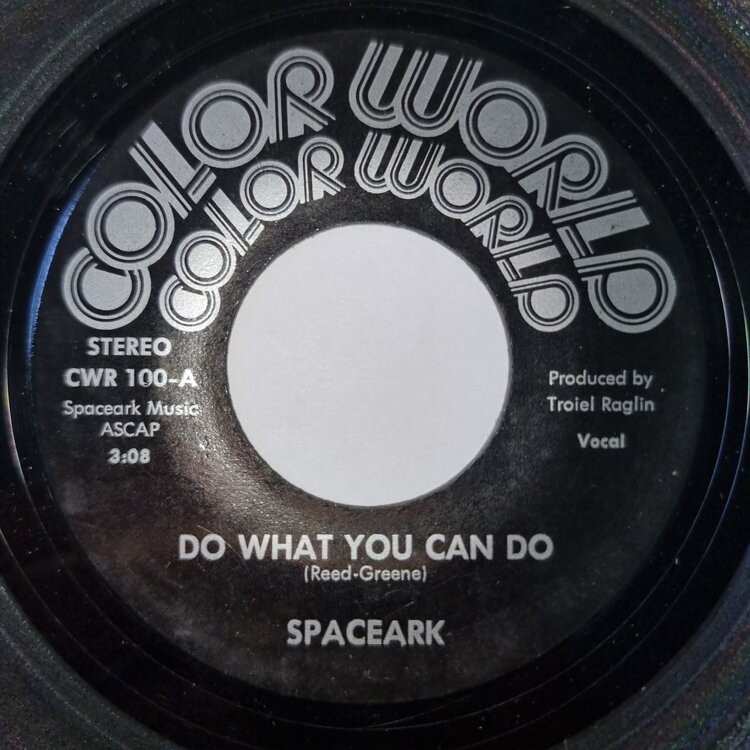 COLOR WORLD
COLOR WORLD
STEREO
CWR 100-A
Spaceark Music
ASCAP
3:08
Produced by
Troiel Raglin
Vocal
DO WHAT YOU CAN DO
(Reed-Greene)
SPACEARK